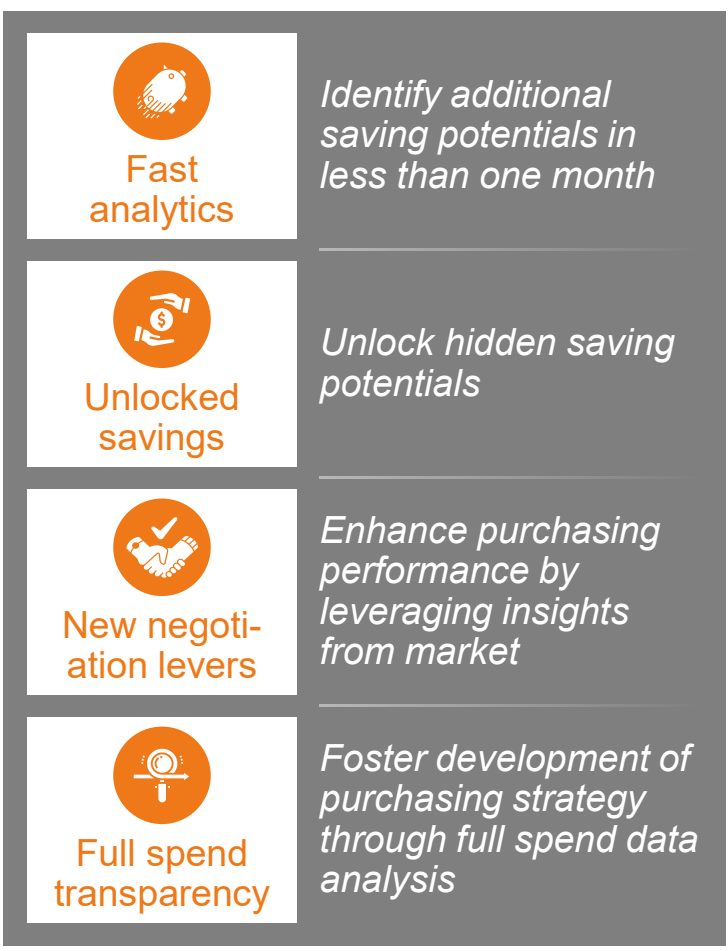 Fast
analytics
Identify additional
saving potentials in
less than one month
Unlocked
savings
Unlock hidden saving
potentials
New negoti-
ation levers
Enhance purchasing
performance by
leveraging insights
from market
Full spend
transparency
Foster development of
purchasing strategy
through full spend data
analysis